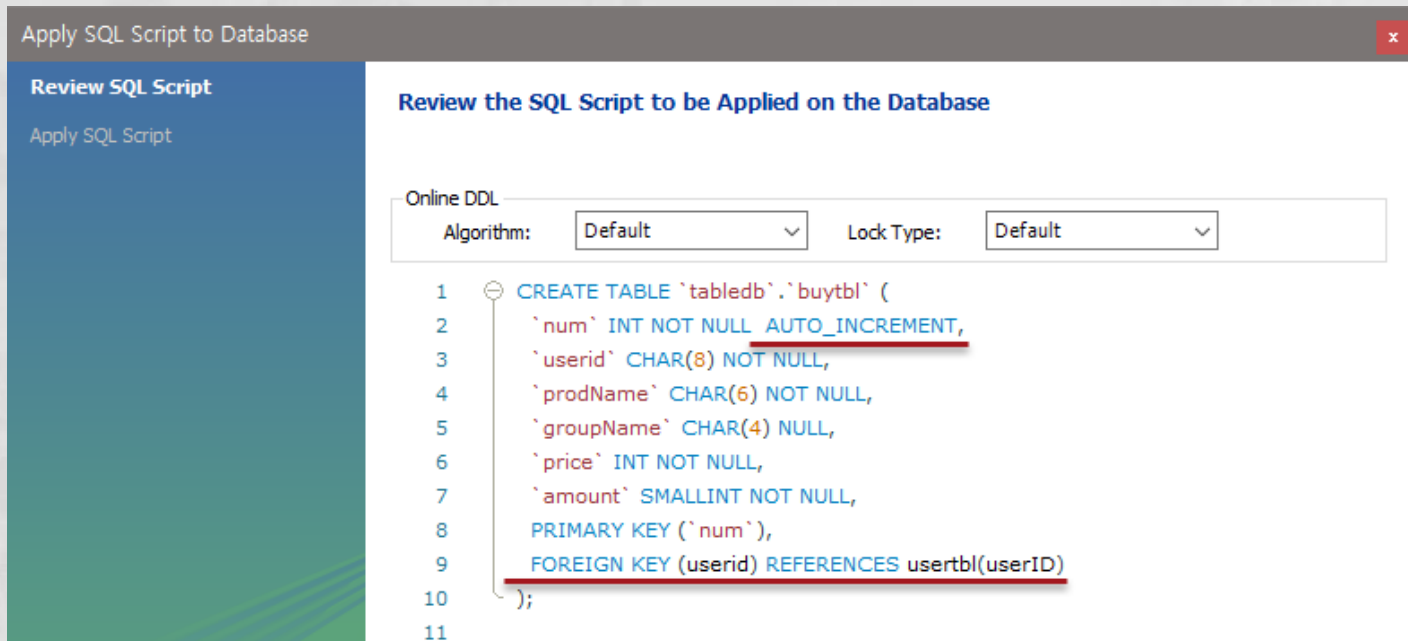 Apply SQL Script to Database
x
Review SQL Script
Apply SQL Script
Review the SQL Script to be Applied on the Database
Online DDL
Algorithm: Default Lock Type: Default
1 CREATE TABLE `tabledb`.`buytbl` (
2 `num` INT NOT NULL AUTO_INCREMENT,
3 `userid` CHAR(8) NOT NULL,
4 `prodName` CHAR(6) NOT NULL,
5 `groupName` CHAR(4) NULL,
6 `price` INT NOT NULL,
7 `amount` SMALLINT NOT NULL,
8 PRIMARY KEY (`num`),
9 FOREIGN KEY (userid) REFERENCES usertbl(userID)
10 );
11